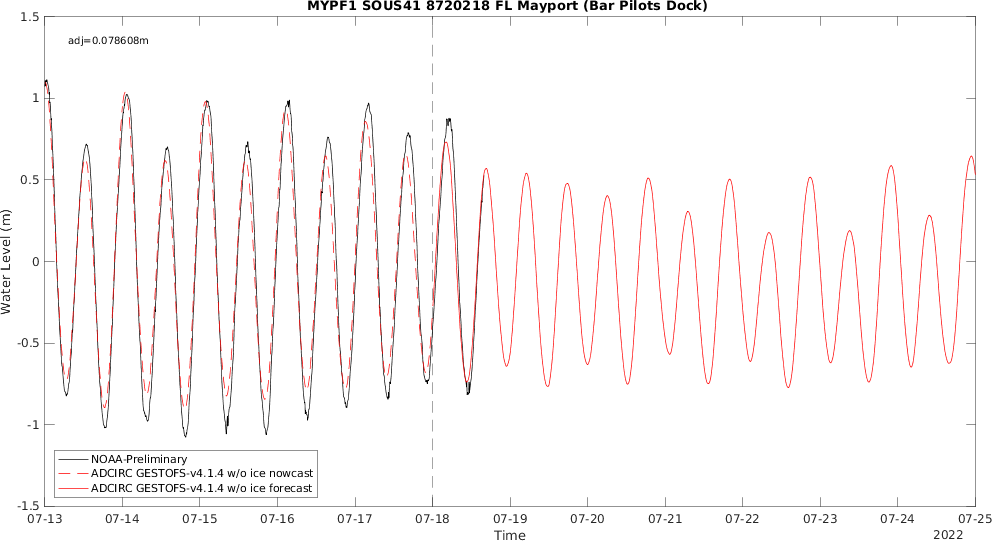 MYPF1 SOUS41 8720218 FL Mayport (Bar Pilots Dock)
adj=0.078608m
1.5
1
0.5
0
-0.5
-1
-1.5
Water Level (m)
NOAA-Preliminary
ADCIRC GESTOFS-v4.1.4 w/o ice nowcast
ADCIRC GESTOFS-v4.1.4 w/o ice forecast
07-13 07-14 07-15 07-16 07-17 07-18 07-19 07-20 07-21 07-22 07-23 07-24 07-25
Time
2022